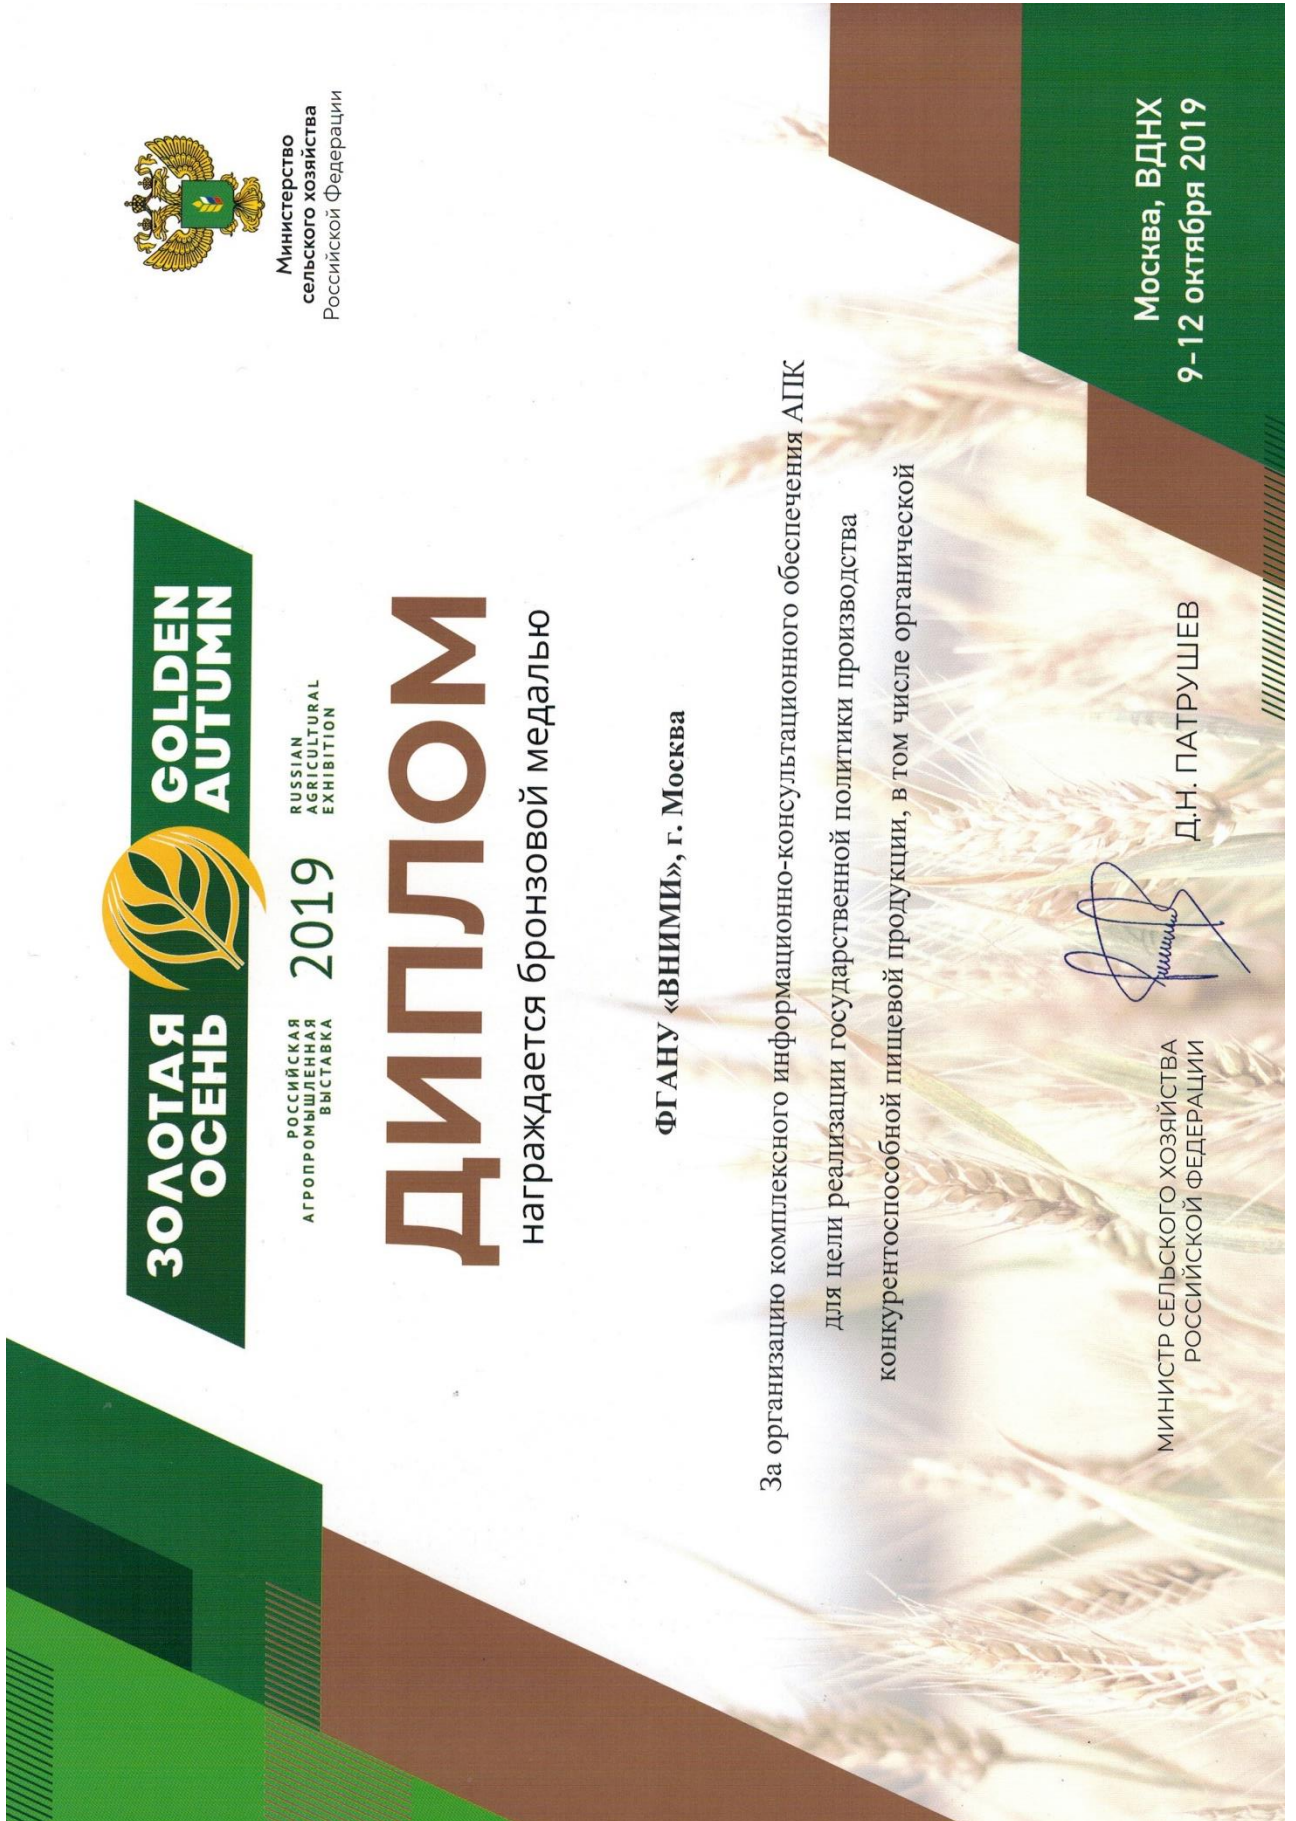 Министерство
сельского хозяйства
Российской Федерации
ЗОЛОТАЯ
ОСЕНЬ
GOLDEN
AUTUMN
РОССИЙСКАЯ
АГРОПРОМЫШЛЕННАЯ
ВЫСТАВКА
2019
RUSSIAN
AGRICULTURAL
EXHIBITION
ДИПЛОМ
награждается бронзовой медалью
ФГАНУ «ВНИМИ», г. Москва
За организацию комплексного информационно-консультационного обеспечения АПК
для цели реализации государственной политики производства
конкурентоспособной пищевой продукции, в том числе органической
МИНИСТР СЕЛЬСКОГО ХОЗЯЙСТВА
РОССИЙСКОЙ ФЕДЕРАЦИИ
Д.Н. ПАТРУШЕВ
Москва, ВДНХ
9-12 октября 2019